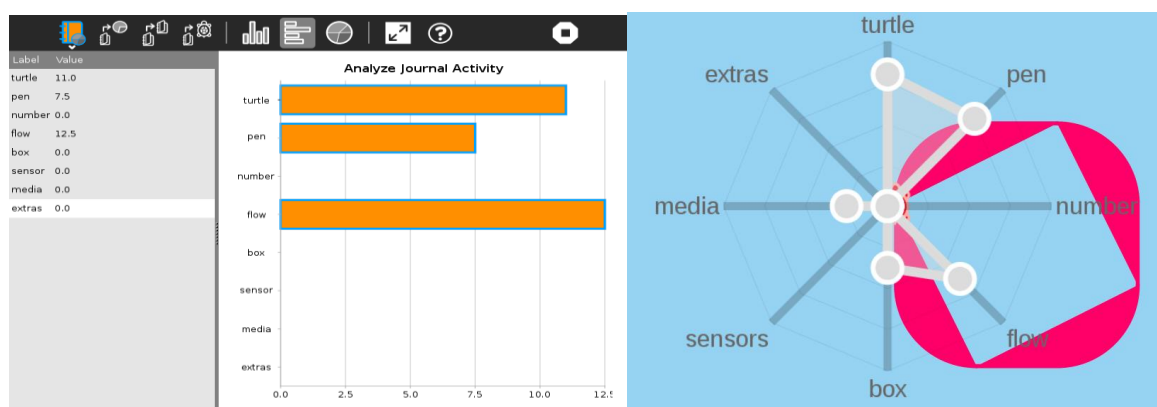 ?
Label Value
turtle 11.0
pen 7.5
number 0.0
flow 12.5
box 0.0
sensor 0.0
media 0.0
extras 0.0
Analyze Journal Activity
turtle
pen
number
flow
box
sensor
media
extras
0.0 2.5 5.0 7.5 10.0 12.5
turtle
extras pen
media number
sensors flow
box